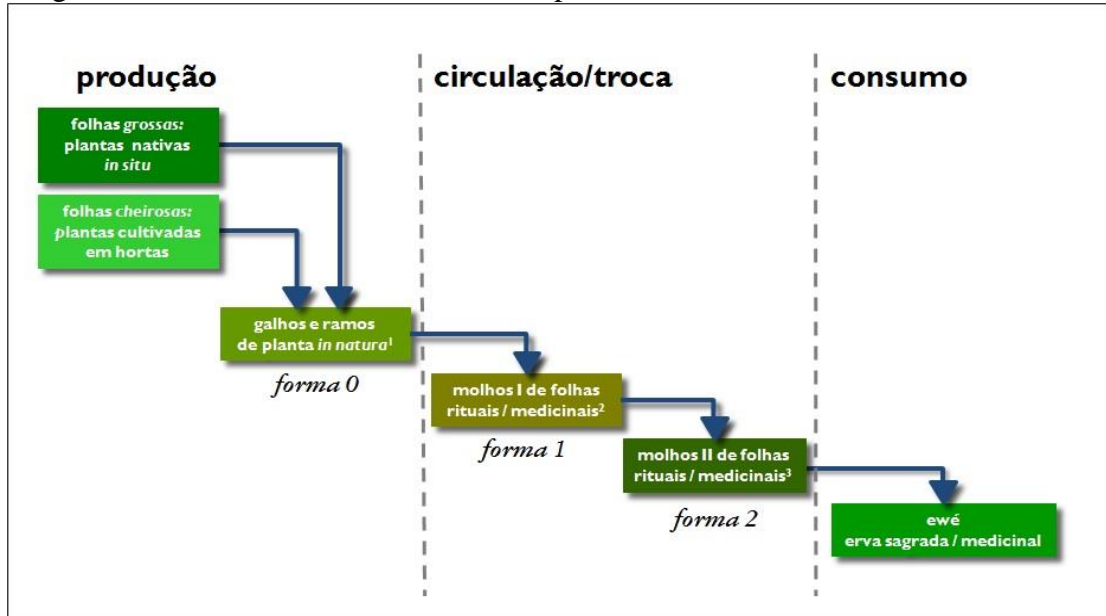 produção
circulação/troca
consumo
folhas grossas:
plantas nativas
in situ
folhas cheirosas:
plantas cultivadas
em hortas
galhos e ramos
de planta in natura¹
forma 0
molhos I de folhas
rituais / medicinais²
forma 1
molhos II de folhas
rituais / medicinais³
forma 2
ewé
erva sagrada / medicinal